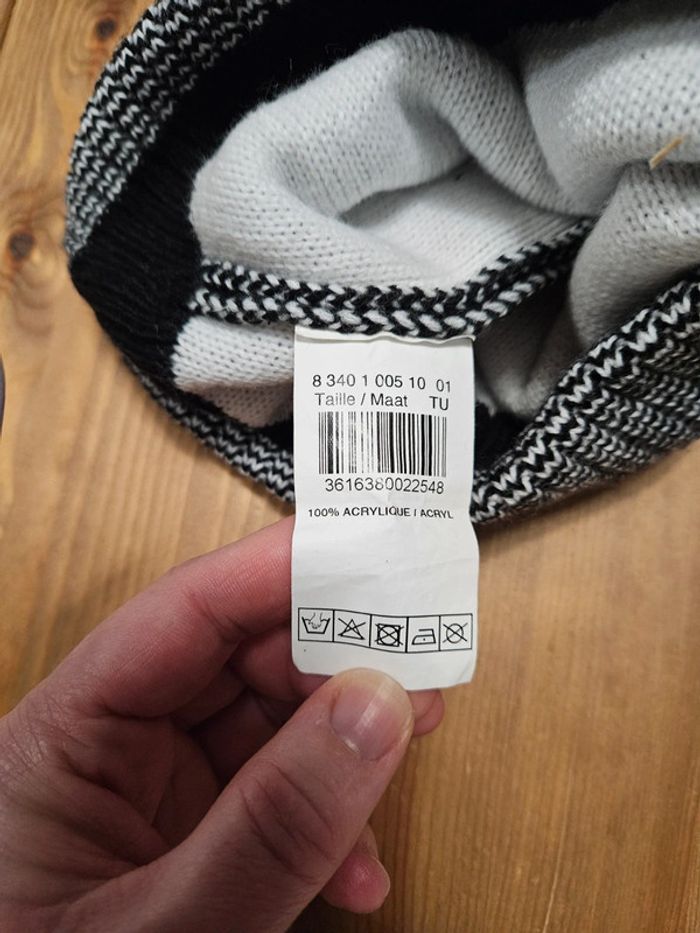 8 340 1 005 10 01
Taille / Maat TU
3616380022548
100% ACRYLIQUE / ACRYL